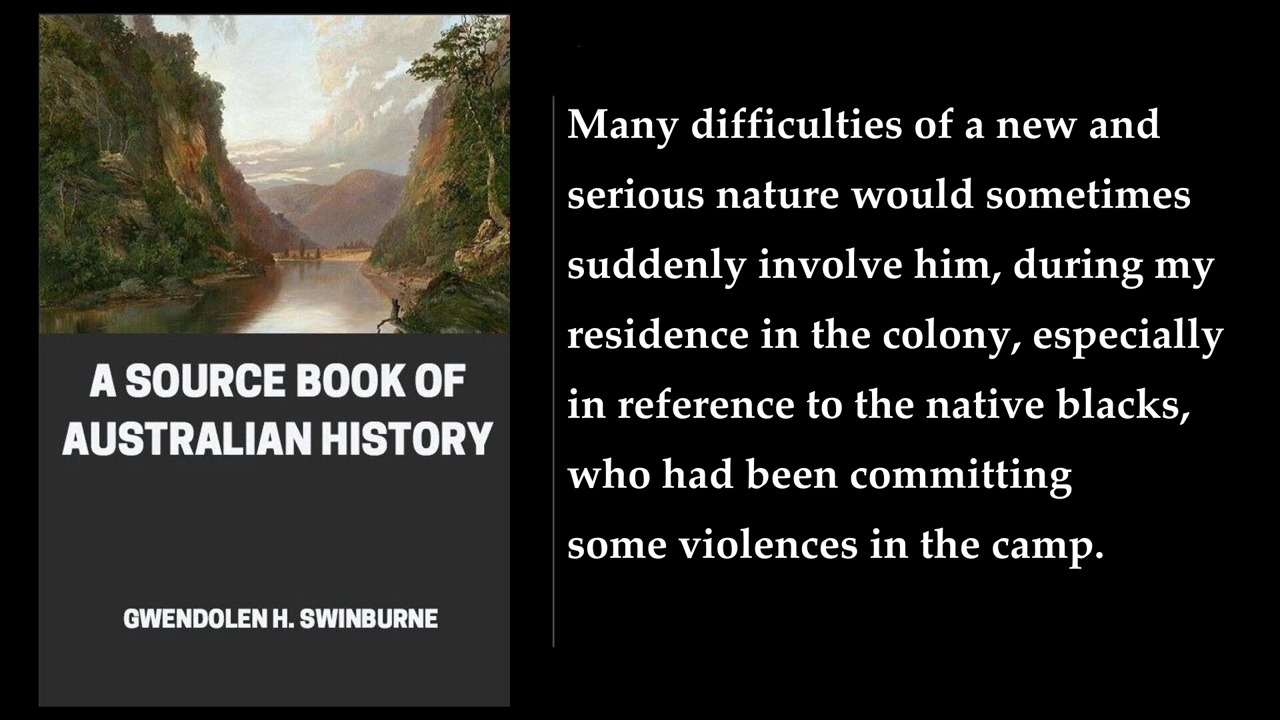 A SOURCE BOOK OF
AUSTRALIAN HISTORY
GWENDOLEN H. SWINBURNE
Many difficulties of a new and
serious nature would sometimes
suddenly involve him, during my
residence in the colony, especially
in reference to the native blacks,
who had been committing
some violences in the camp.